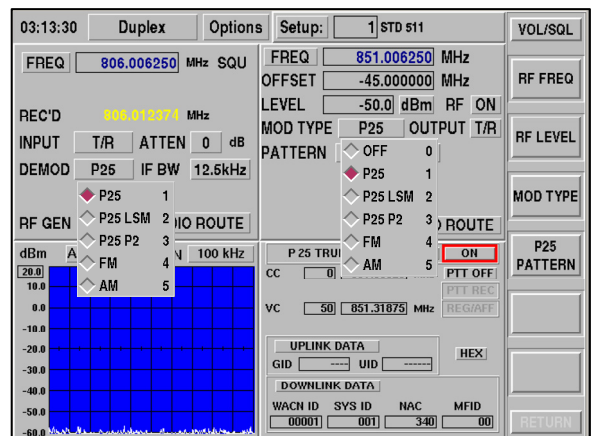 03:13:30 Duplex Options Setup: 1 STD 511 VOL/SQL
FREQ 806.006250 MHz SQU
REC'D 806.012374 MHz
INPUT T/R ATTEN 0 dB
DEMOD P25 IF BW 12.5kHz
P25 1
P25 LSM 2
P25 P2 3
FM 4
AM 5
RF GEN IO ROUTE
FREQ 851.006250 MHz
OFFSET -45.000000 MHz
LEVEL -50.0 dBm RF ON
MOD TYPE P25 OUTPUT T/R
PATTERN
OFF 0
P25 1
P25 LSM 2
P25 P2 3
FM 4
AM 5
O ROUTE
dBm A N 100 kHz
20.0
10.0
0.0
-10.0
-20.0
-30.0
-40.0
-50.0
-60.0
P 25 TRU ON
CC 0 PTT OFF
PTT REC
VC 50 851.31875 MHz REG/AFF
UPLINK DATA HEX
GID ---- UID ------
DOWNLINK DATA
WACN ID SYS ID NAC MFID
00001 001 340 00
RF FREQ
RF LEVEL
MOD TYPE
P25
PATTERN
RETURN